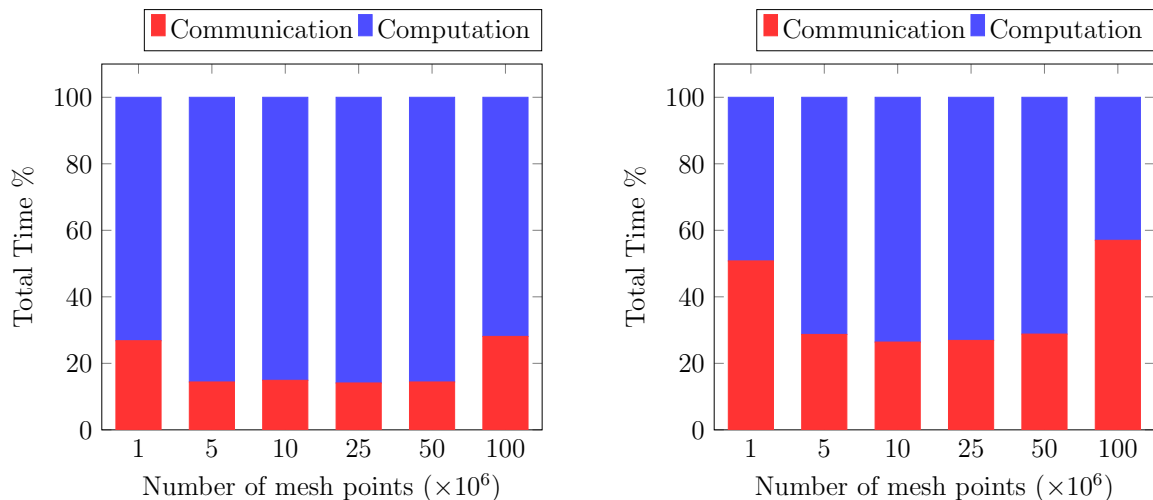 Communication Computation
100
80
60
40
20
0
Total Time %
1 5 10 25 50 100
Number of mesh points (×10⁶)
Communication Computation
100
80
60
40
20
0
Total Time %
1 5 10 25 50 100
Number of mesh points (×10⁶)